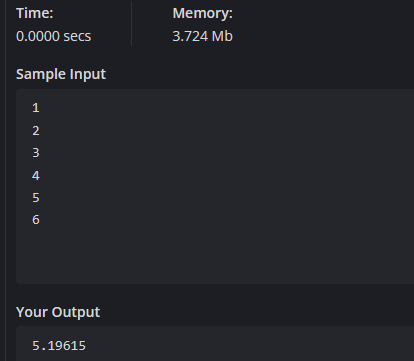 Time:
Memory:
0.0000 secs
3.724 Mb
Sample Input
1
2
3
4
5
6
Your Output
5.19615